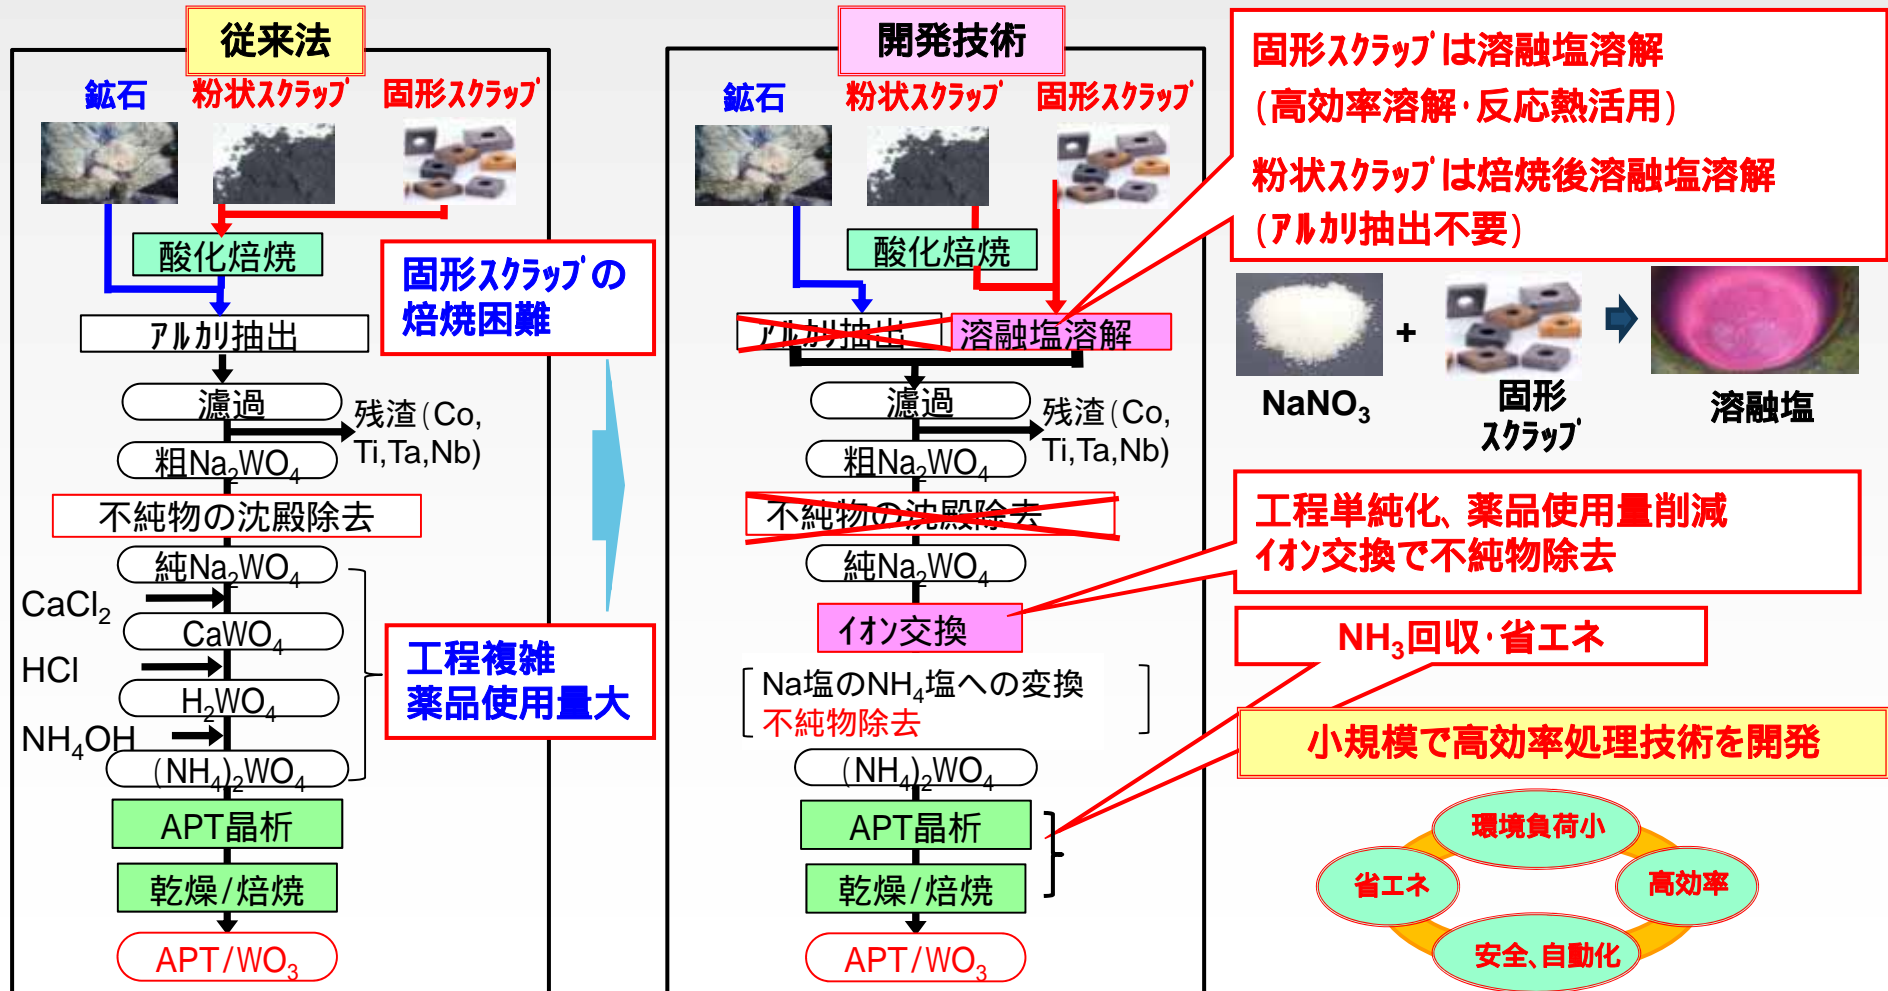 従来法
鉱石
粉状スクラップ
固形スクラップ
酸化焙焼
固形スクラップの
焙焼困難
アルカリ抽出
濾過
残渣(Co,
Ti,Ta,Nb)
粗Na₂WO₄
不純物の沈殿除去
純Na₂WO₄
CaCl₂
CaWO₄
HCl
H₂WO₄
NH₄OH
(NH₄)₂WO₄
工程複雑
薬品使用量大
APT晶析
乾燥/焙焼
APT/WO₃
開発技術
鉱石
粉状スクラップ
固形スクラップ
酸化焙焼
アルカリ抽出
溶融塩溶解
濾過
残渣(Co,
Ti,Ta,Nb)
粗Na₂WO₄
不純物の沈殿除去
純Na₂WO₄
イオン交換
Na塩のNH₄塩への変換
不純物除去
(NH₄)₂WO₄
APT晶析
乾燥/焙焼
APT/WO₃
固形スクラップは溶融塩溶解
(高効率溶解·反応熱活用)
粉状スクラップは焙焼後溶融塩溶解
(アルカリ抽出不要)
+
NaNO₃
固形
スクラップ
溶融塩
工程単純化、薬品使用量削減
イオン交換で不純物除去
NH₃回収·省エネ
小規模で高効率処理技術を開発
環境負荷小
省エネ
高効率
安全、自動化